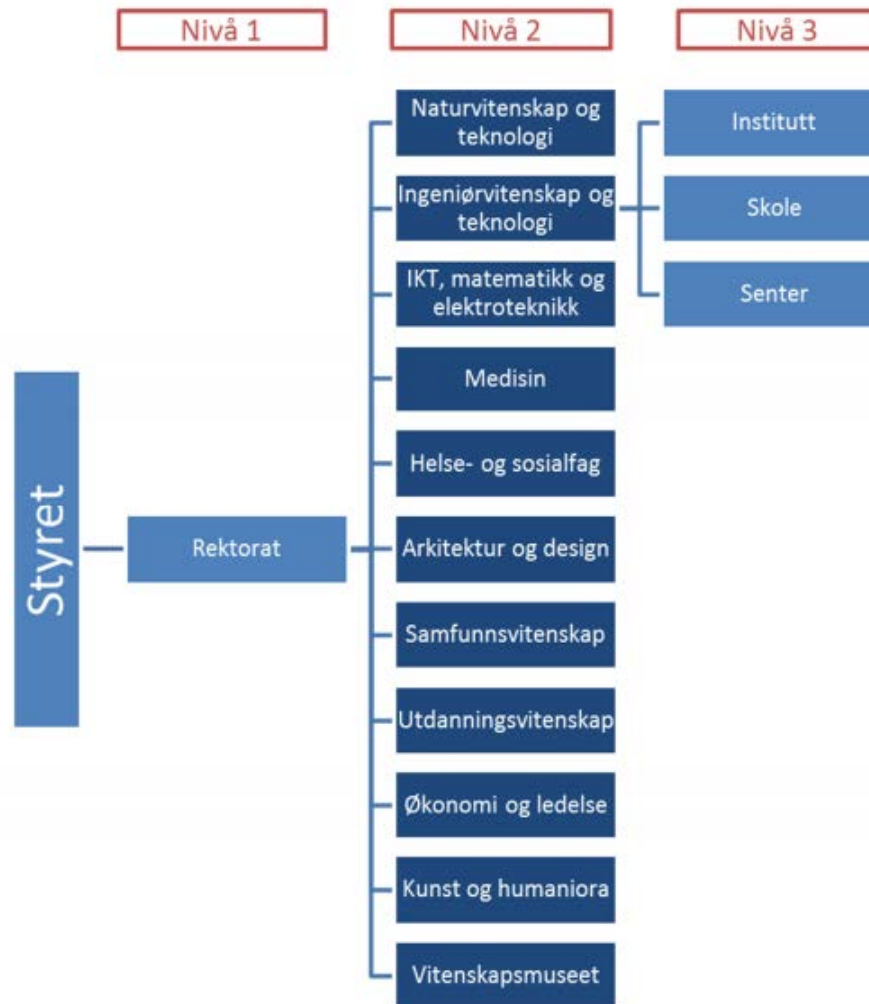 Nivå 1
Nivå 2
Nivå 3
Styret
Rektorat
Naturvitenskap og
teknologi
Ingeniørvitenskap og
teknologi
IKT, matematikk og
elektroteknikk
Medisin
Helse- og sosialfag
Arkitektur og design
Samfunnsvitenskap
Utdanningsvitenskap
Økonomi og ledelse
Kunst og humaniora
Vitenskapsmuseet
Institutt
Skole
Senter